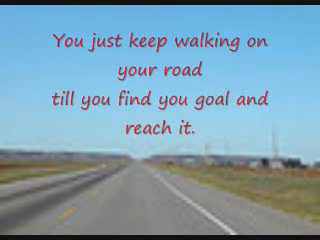 You just keep walking on
your road
till you find you goal and
reach it.